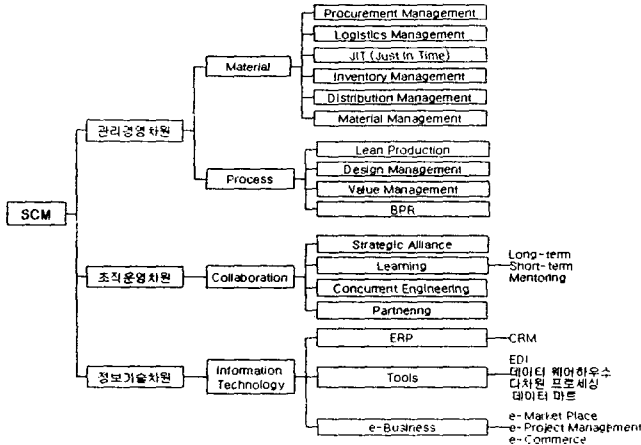 Procurement Management
Logistics Management
JIT (Just In Time)
Inventory Management
Distribution Management
Material Management
Material
관리경영차원
Lean Production
Design Management
Value Management
BPR
Process
SCM
Strategic Alliance
Learning
Long-term
Short-term
Mentoring
Concurrent Engineering
Partnering
조직운영차원
Collaboration
ERP
CRM
정보기술차원
Information
Technology
Tools
EDI
데이터 웨어하우수
다차원 프로세싱
데이터 마트
e-Business
e-Market Place
e-Project Management
e-Commerce